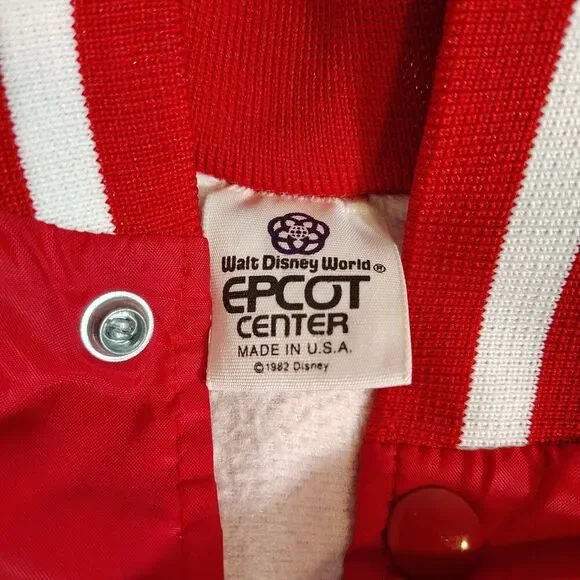 Walt Disney World®
EPCOT
CENTER
MADE IN U.S.A.
©1982 Disney